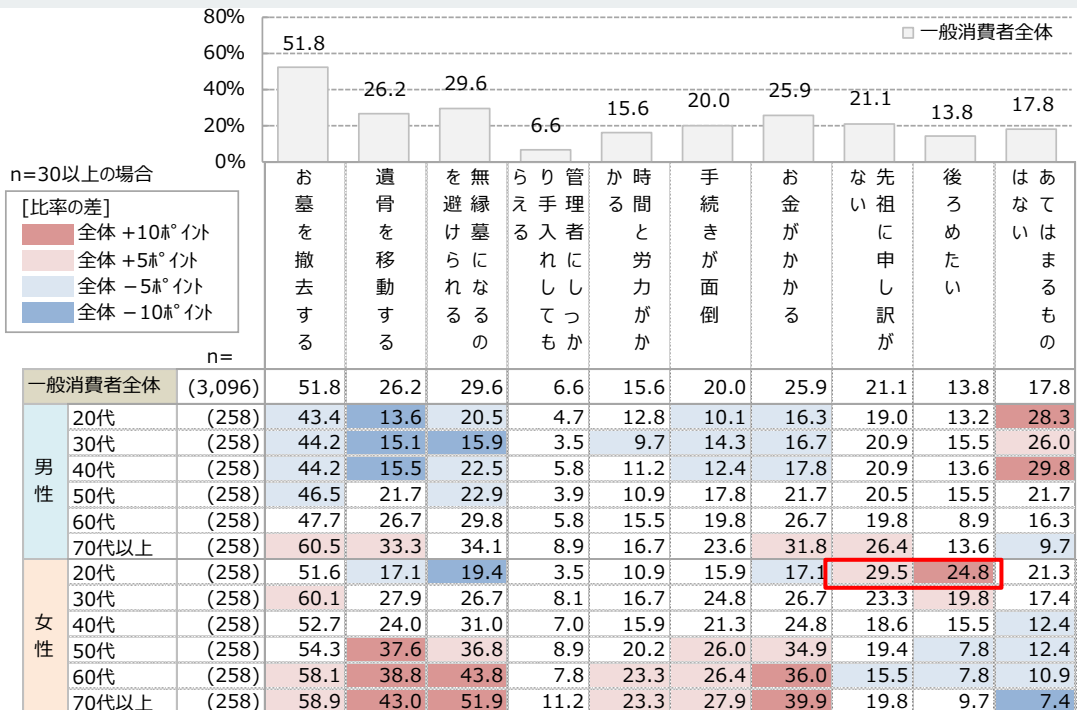 80%
60%
40%
20%
0%
一般消費者全体
51.8
26.2
29.6
6.6
15.6
20.0
25.9
21.1
13.8
17.8
n=30以上の場合
[比率の差]
全体 +10ﾎﾟｲﾝﾄ
全体 +5ﾎﾟｲﾝﾄ
全体 －5ﾎﾟｲﾝﾄ
全体 －10ﾎﾟｲﾝﾄ
お墓を撤去する
遺骨を移動する
無縁墓になるの
を避けられる
管理者にしっか
り手入れしても
らえる
時間と労力がか
かる
手続きが面倒
お金がかかる
先祖に申し訳が
ない
後ろめたい
あてはまるもの
はない
n=
一般消費者全体 (3,096) 51.8 26.2 29.6 6.6 15.6 20.0 25.9 21.1 13.8 17.8
男性
20代 (258) 43.4 13.6 20.5 4.7 12.8 10.1 16.3 19.0 13.2 28.3
30代 (258) 44.2 15.1 15.9 3.5 9.7 14.3 16.7 20.9 15.5 26.0
40代 (258) 44.2 15.5 22.5 5.8 11.2 12.4 17.8 20.9 13.6 29.8
50代 (258) 46.5 21.7 22.9 3.9 10.9 17.8 21.7 20.5 15.5 21.7
60代 (258) 47.7 26.7 29.8 5.8 15.5 19.8 26.7 19.8 8.9 16.3
70代以上 (258) 60.5 33.3 34.1 8.9 16.7 23.6 31.8 26.4 13.6 9.7
女性
20代 (258) 51.6 17.1 19.4 3.5 10.9 15.9 17.1 29.5 24.8 21.3
30代 (258) 60.1 27.9 26.7 8.1 16.7 24.8 26.7 23.3 19.8 17.4
40代 (258) 52.7 24.0 31.0 7.0 15.9 21.3 24.8 18.6 15.5 12.4
50代 (258) 54.3 37.6 36.8 8.9 20.2 26.0 34.9 19.4 7.8 12.4
60代 (258) 58.1 38.8 43.8 7.8 23.3 26.4 36.0 15.5 7.8 10.9
70代以上 (258) 58.9 43.0 51.9 11.2 23.3 27.9 39.9 19.8 9.7 7.4